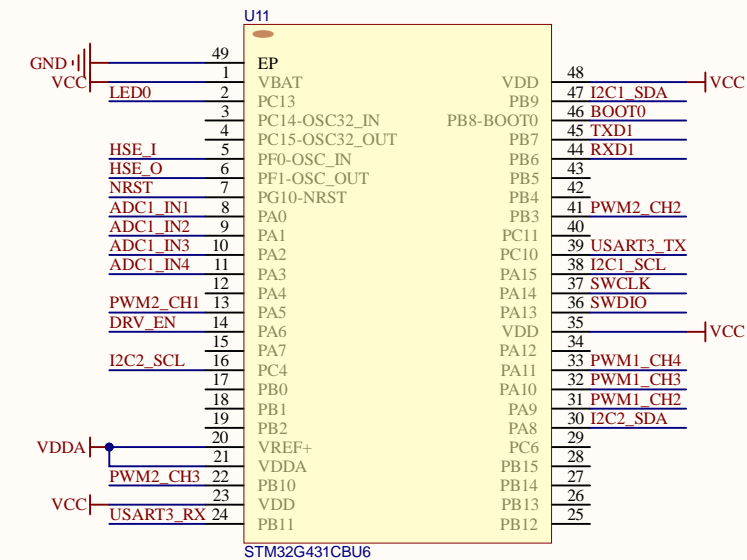 U11
GND
49
EP
VCC
1
VBAT
VDD
48
VCC
LED0
2
PC13
PB9
47
I2C1_SDA
3
PC14-OSC32_IN
PB8-BOOT0
46
BOOT0
4
PC15-OSC32_OUT
PB7
45
TXD1
HSE_I
5
PF0-OSC_IN
PB6
44
RXD1
HSE_O
6
PF1-OSC_OUT
PB5
43
NRST
7
PG10-NRST
PB4
42
ADC1_IN1
8
PA0
PB3
41
PWM2_CH2
ADC1_IN2
9
PA1
PC11
40
ADC1_IN3
10
PA2
PC10
39
USART3_TX
ADC1_IN4
11
PA3
PA15
38
I2C1_SCL
12
PA4
PA14
37
SWCLK
PWM2_CH1
13
PA5
PA13
36
SWDIO
DRV_EN
14
PA6
VDD
35
VCC
15
PA7
PA12
34
I2C2_SCL
16
PC4
PA11
33
PWM1_CH4
17
PB0
PA10
32
PWM1_CH3
18
PB1
PA9
31
PWM1_CH2
19
PB2
PA8
30
I2C2_SDA
VDDA
20
VREF+
PC6
29
21
VDDA
PB15
28
PWM2_CH3
22
PB10
PB14
27
VCC
23
VDD
PB13
26
USART3_RX
24
PB11
PB12
25
STM32G431CBU6